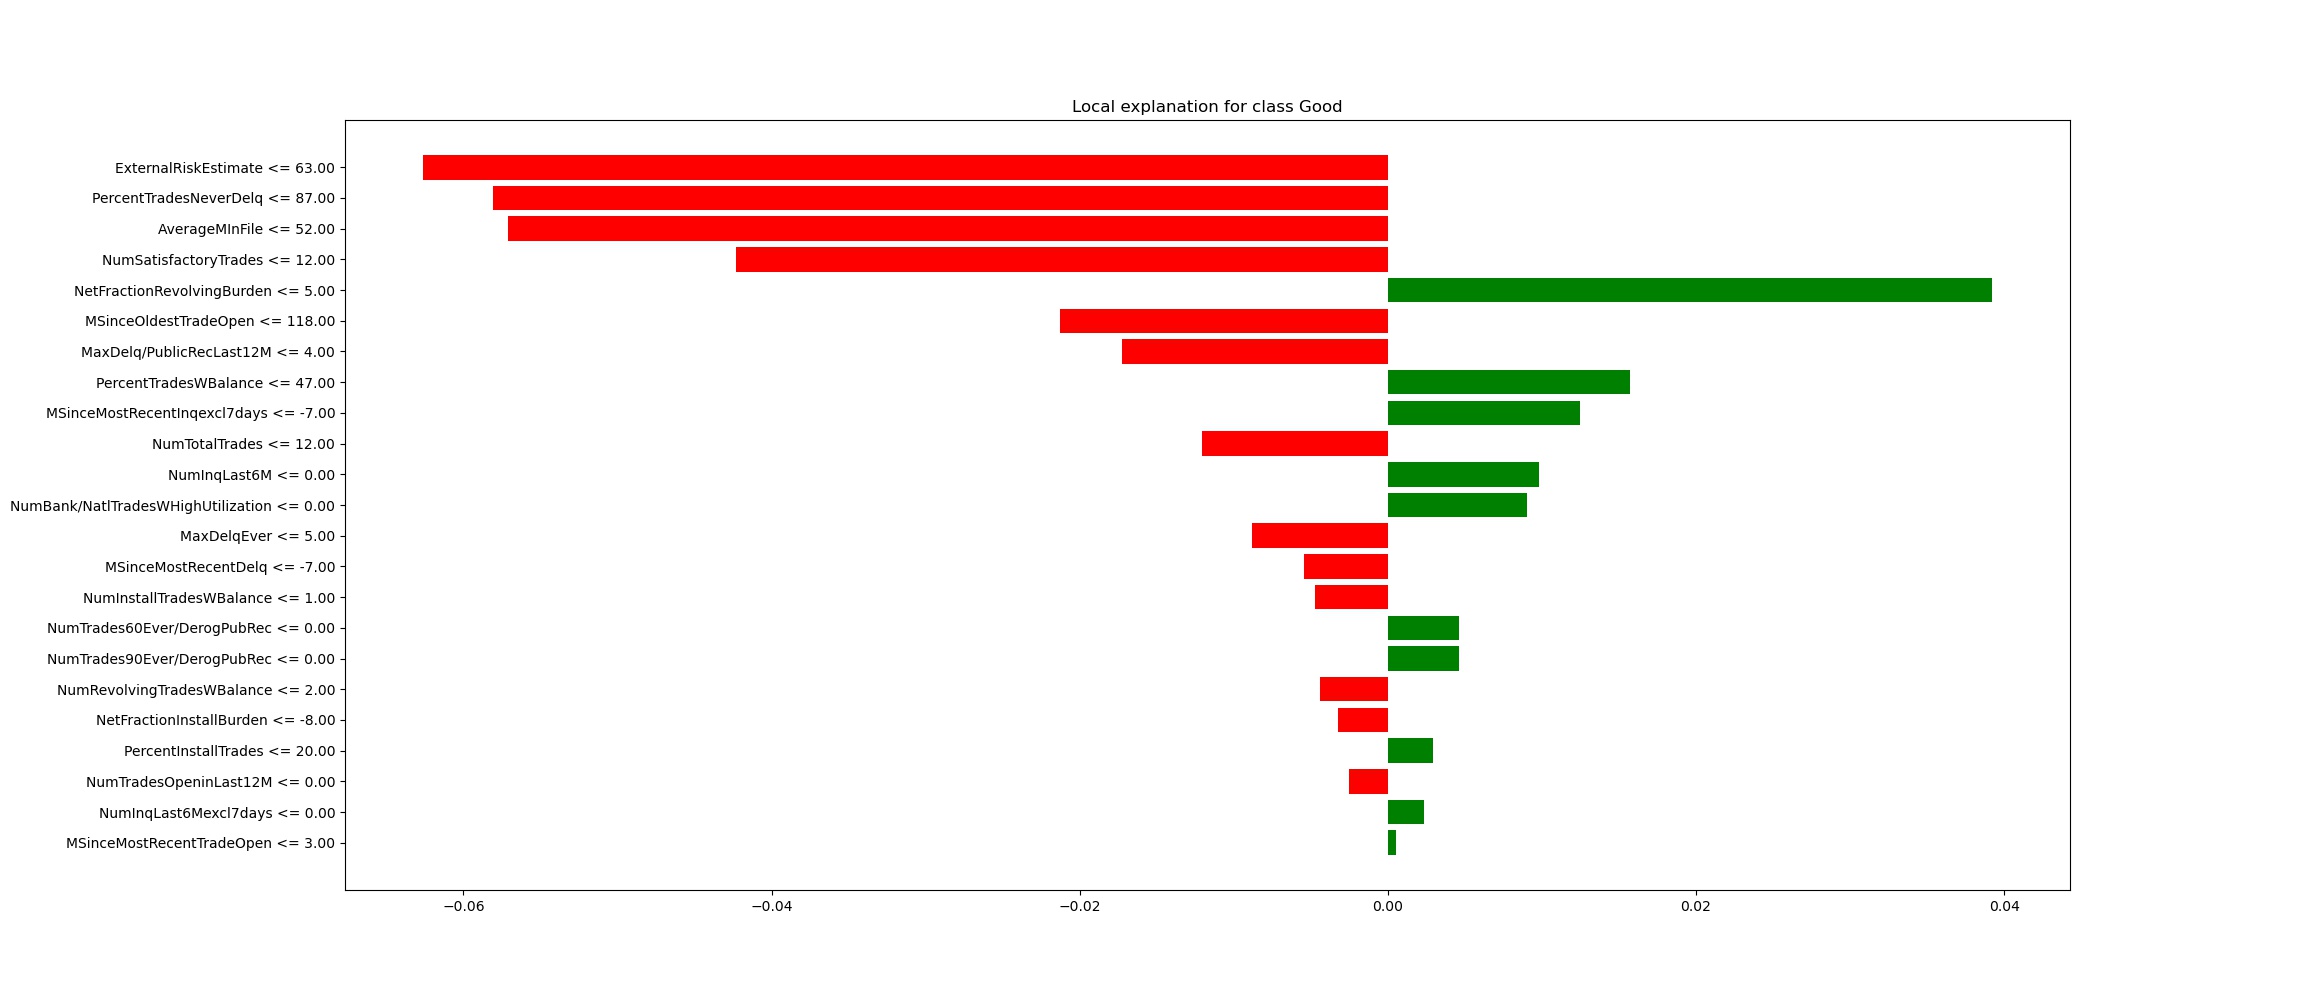 Local explanation for class Good
ExternalRiskEstimate <= 63.00
PercentTradesNeverDelq <= 87.00
AverageMInFile <= 52.00
NumSatisfactoryTrades <= 12.00
NetFractionRevolvingBurden <= 5.00
MSinceOldestTradeOpen <= 118.00
MaxDelq/PublicRecLast12M <= 4.00
PercentTradesWBalance <= 47.00
MSinceMostRecentInqexcl7days <= -7.00
NumTotalTrades <= 12.00
NumInqLast6M <= 0.00
NumBank/NatlTradesWHighUtilization <= 0.00
MaxDelqEver <= 5.00
MSinceMostRecentDelq <= -7.00
NumInstallTradesWBalance <= 1.00
NumTrades60Ever/DerogPubRec <= 0.00
NumTrades90Ever/DerogPubRec <= 0.00
NumRevolvingTradesWBalance <= 2.00
NetFractionInstallBurden <= -8.00
PercentInstallTrades <= 20.00
NumTradesOpeninLast12M <= 0.00
NumInqLast6Mexcl7days <= 0.00
MSinceMostRecentTradeOpen <= 3.00
−0.06 −0.04 −0.02 0.00 0.02 0.04